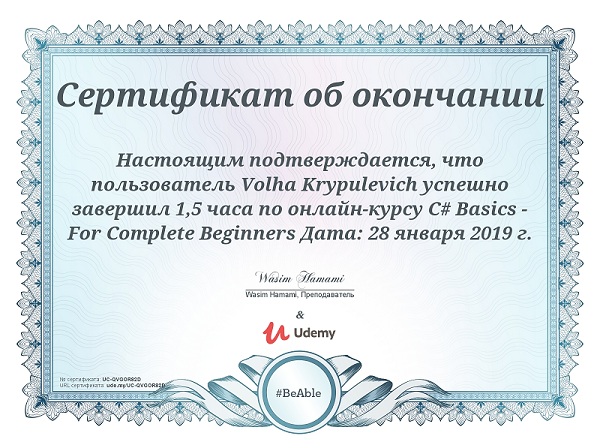 Сертификат об окончании
Настоящим подтверждается, что
пользователь Volha Krypulevich успешно
завершил 1,5 часа по онлайн-курсу C# Basics -
For Complete Beginners Дата: 28 января 2019 г.
Wasim Hamami
Wasim Hamami, Преподаватель
&
Udemy
№ сертификата: UC-QVGOR82D
URL сертификата: ude.my/UC-QVGOR82D
#BeAble